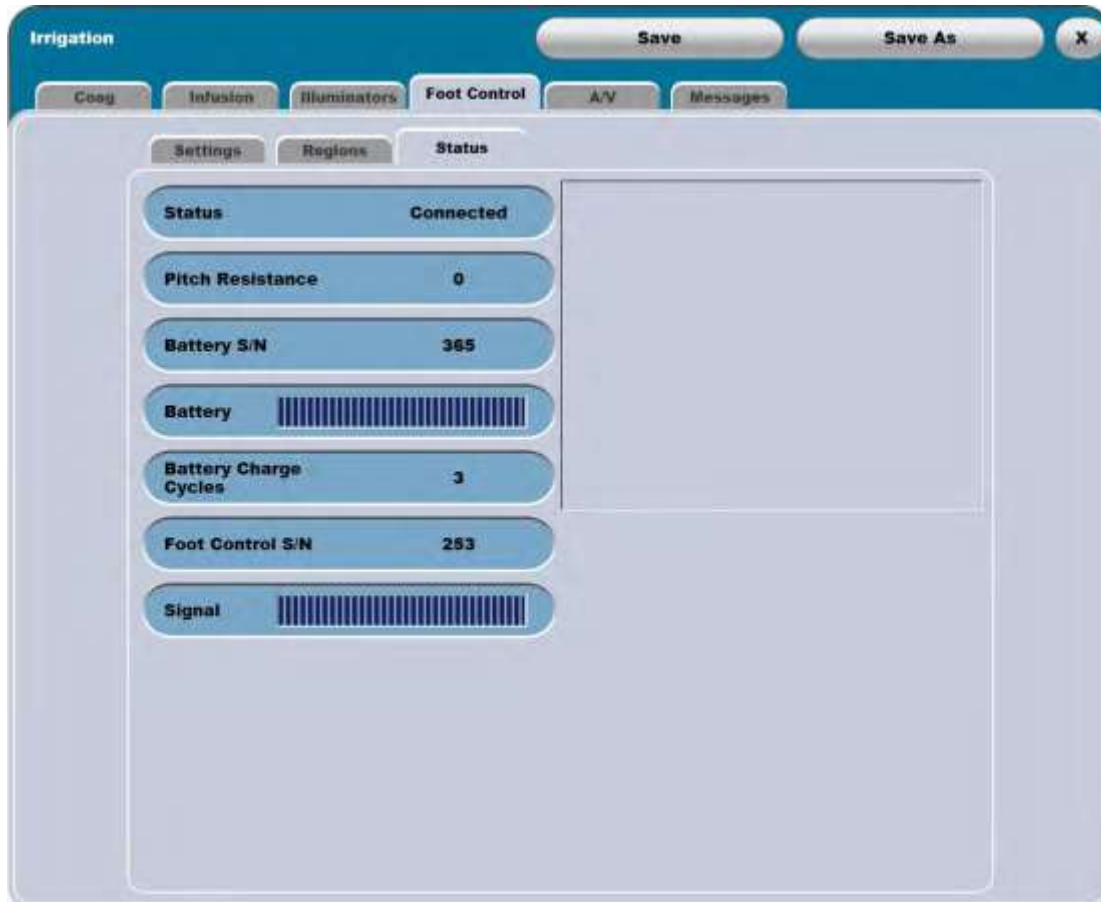 Irrigation
Save
Save As
X
Coag
Infusion
Illuminators
Foot Control
A/V
Messages
Settings
Regions
Status
Status Connected
Pitch Resistance 0
Battery S/N 365
Battery
Battery Charge
Cycles 3
Foot Control S/N 253
Signal